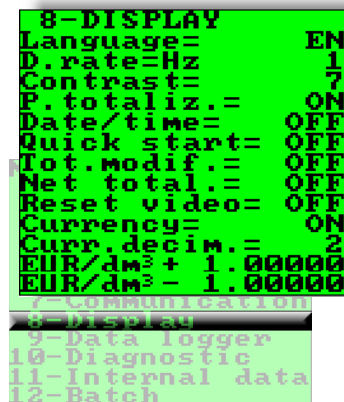 8-DISPLAY
Language= EN
D.rate=Hz 1
Contrast= 7
P.totaliz.= ON
Date/time= OFF
Quick start= OFF
Tot.modif.= OFF
Net total.= OFF
Reset video= OFF
Currency= ON
Curr.decim.= 2
EUR/dm³+ 1.00000
EUR/dm³- 1.00000
7-Communication
8-Display
9-Data logger
10-Diagnostic
11-Internal data
12-Batch